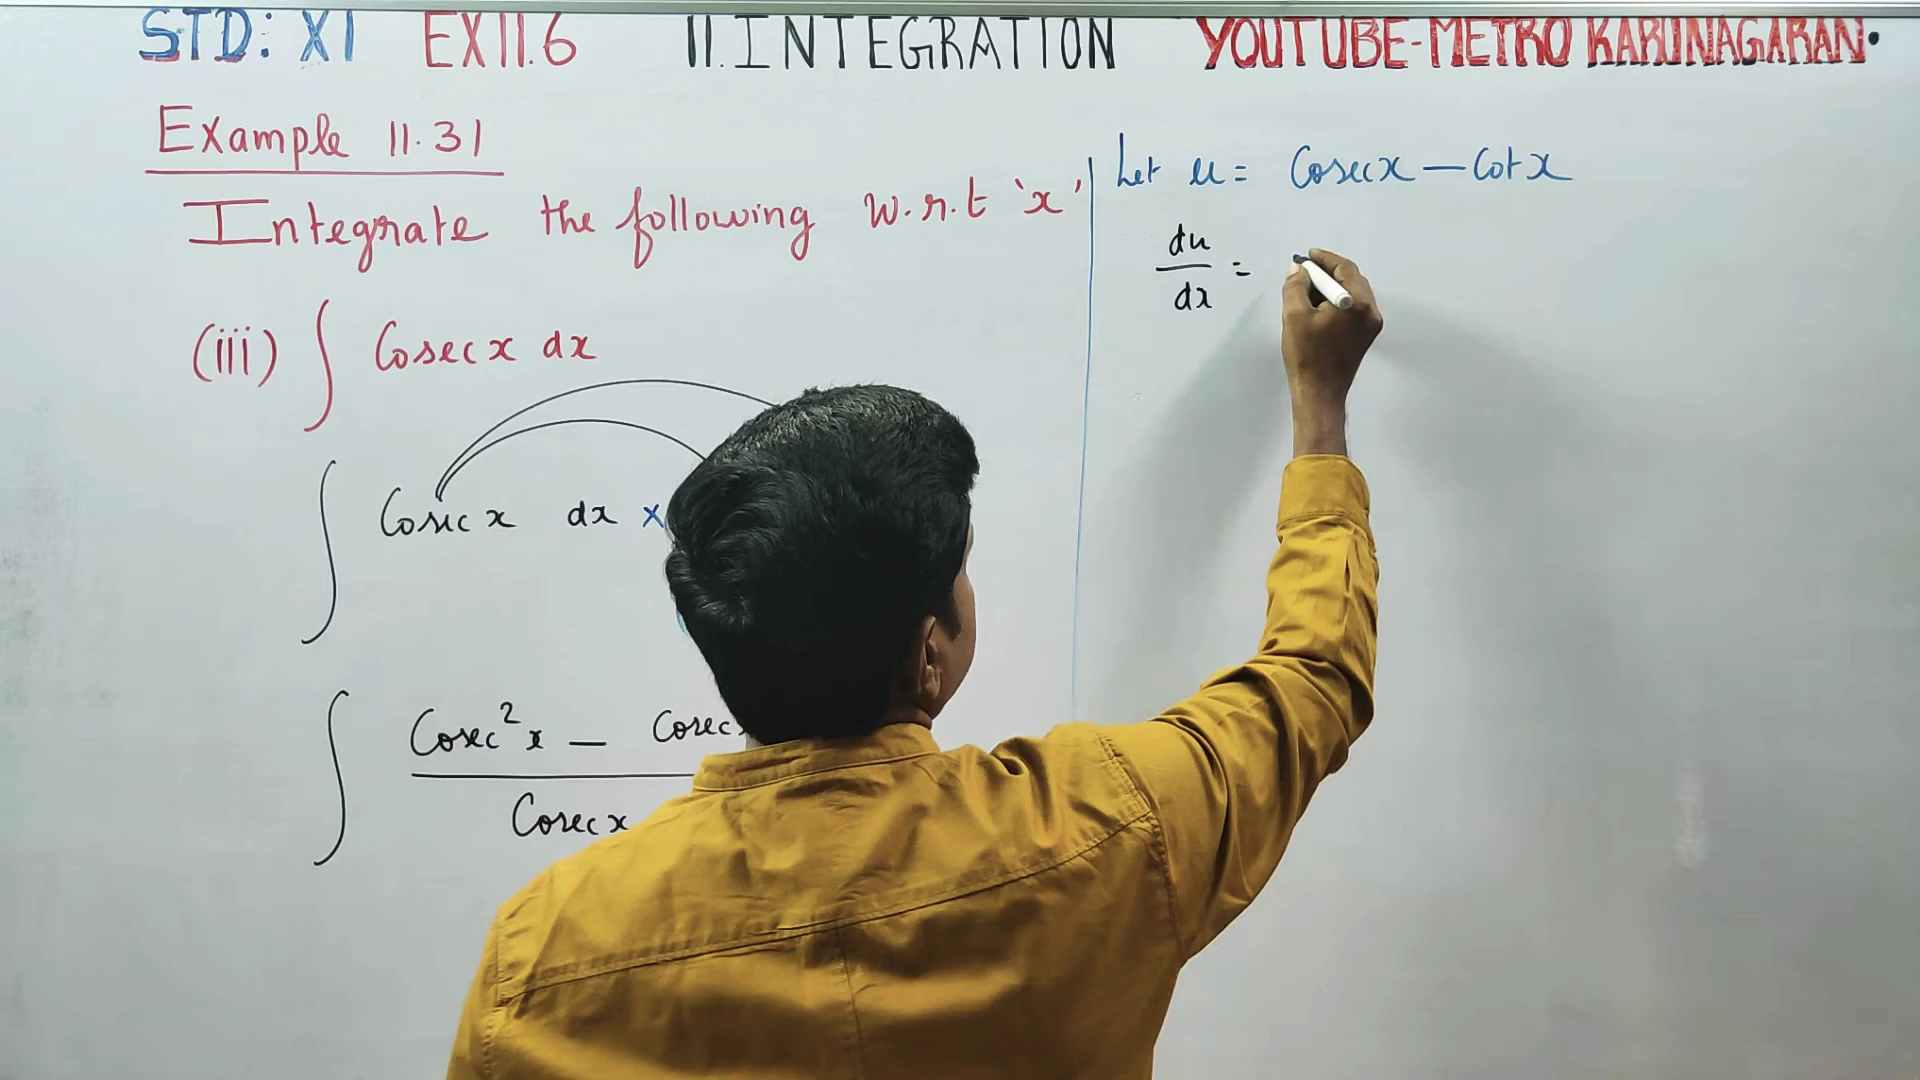 STD: XI EX11.6 11.INTEGRATION YOUTUBE-METRO KARUNAGARAN.
Example 11.31
Integrate the following w.r.t 'x'
(iii) ∫ Cosec x dx
∫ Cosec x dx ×
∫ Cosec²x − Cosec
Cosec x
Let u = Cosec x − Cot x
du
dx =